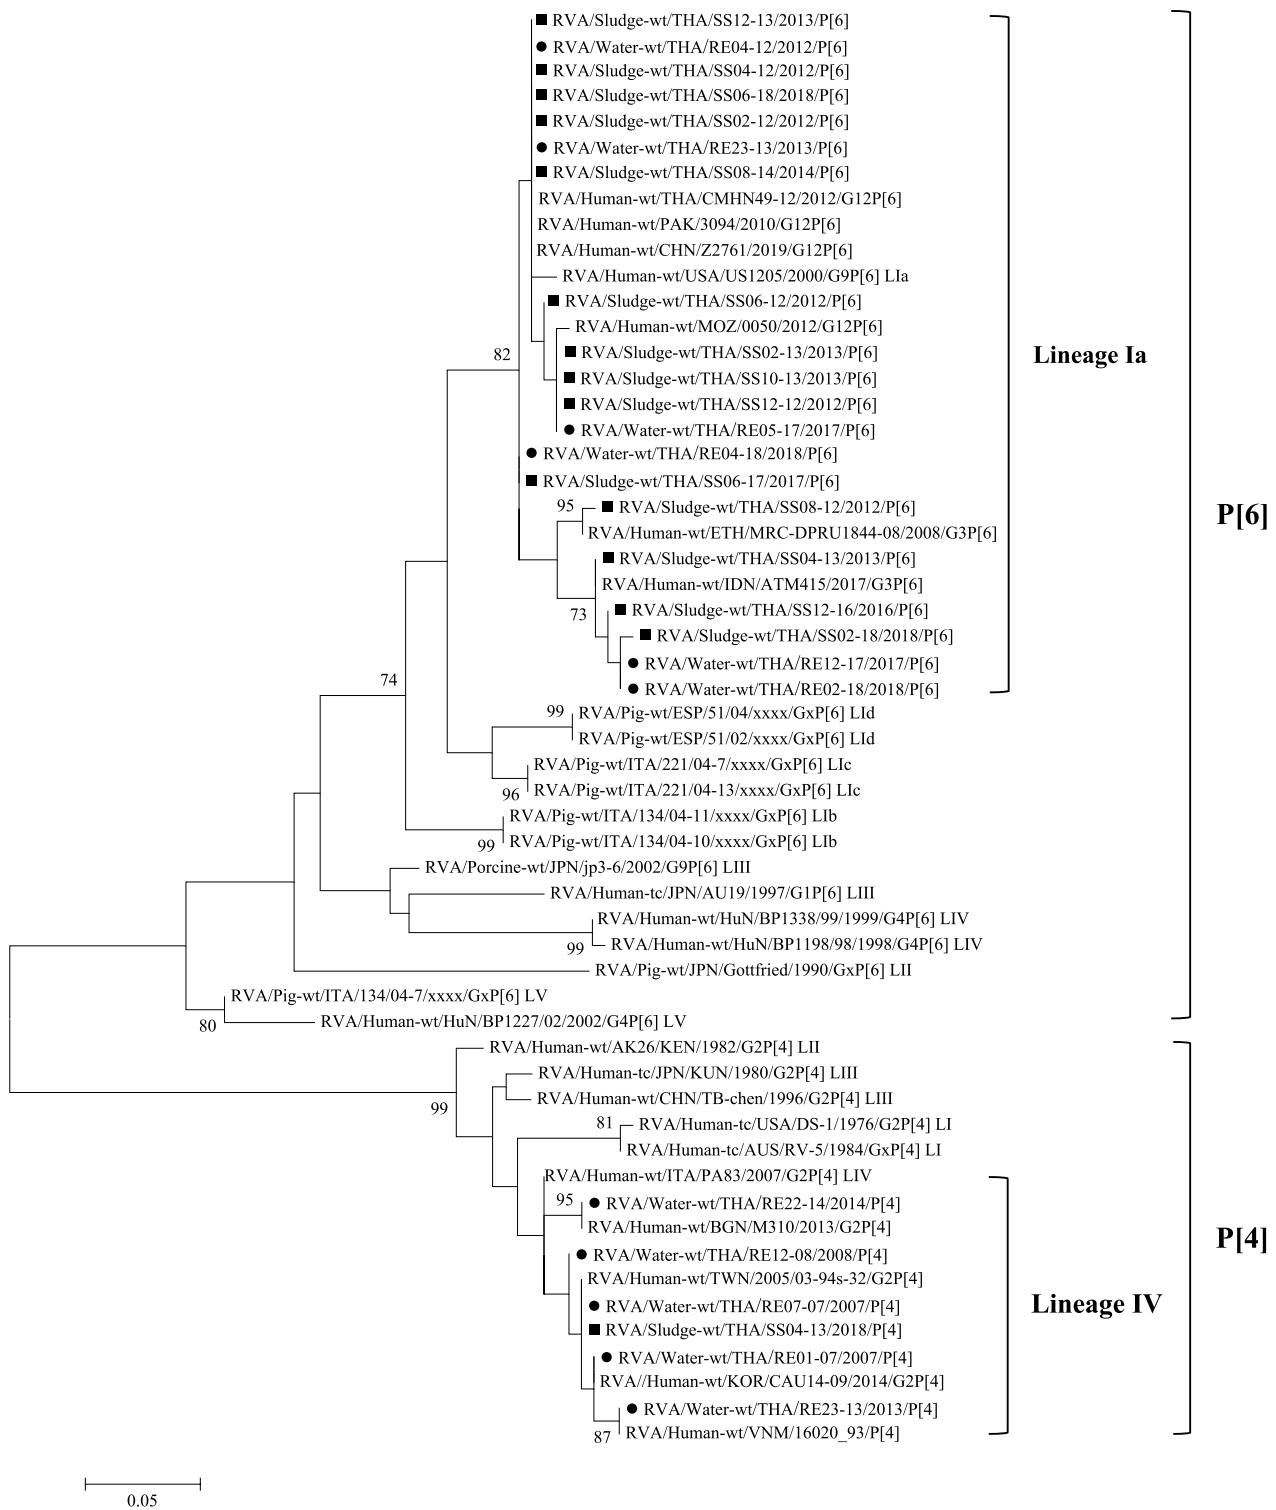 RVA/Sludge-wt/THA/SS12-13/2013/P[6]
RVA/Water-wt/THA/RE04-12/2012/P[6]
RVA/Sludge-wt/THA/SS04-12/2012/P[6]
RVA/Sludge-wt/THA/SS06-18/2018/P[6]
RVA/Sludge-wt/THA/SS02-12/2012/P[6]
RVA/Water-wt/THA/RE23-13/2013/P[6]
RVA/Sludge-wt/THA/SS08-14/2014/P[6]
RVA/Human-wt/THA/CMHN49-12/2012/G12P[6]
RVA/Human-wt/PAK/3094/2010/G12P[6]
RVA/Human-wt/CHN/Z2761/2019/G12P[6]
RVA/Human-wt/USA/US1205/2000/G9P[6] LIa
RVA/Sludge-wt/THA/SS06-12/2012/P[6]
RVA/Human-wt/MOZ/0050/2012/G12P[6]
82
RVA/Sludge-wt/THA/SS02-13/2013/P[6]
Lineage Ia
RVA/Sludge-wt/THA/SS10-13/2013/P[6]
RVA/Sludge-wt/THA/SS12-12/2012/P[6]
RVA/Water-wt/THA/RE05-17/2017/P[6]
RVA/Water-wt/THA/RE04-18/2018/P[6]
RVA/Sludge-wt/THA/SS06-17/2017/P[6]
95
RVA/Sludge-wt/THA/SS08-12/2012/P[6]
P[6]
RVA/Human-wt/ETH/MRC-DPRU1844-08/2008/G3P[6]
RVA/Sludge-wt/THA/SS04-13/2013/P[6]
RVA/Human-wt/IDN/ATM415/2017/G3P[6]
73
RVA/Sludge-wt/THA/SS12-16/2016/P[6]
RVA/Sludge-wt/THA/SS02-18/2018/P[6]
RVA/Water-wt/THA/RE12-17/2017/P[6]
74
RVA/Water-wt/THA/RE02-18/2018/P[6]
99
RVA/Pig-wt/ESP/51/04/xxxx/GxP[6] LId
RVA/Pig-wt/ESP/51/02/xxxx/GxP[6] LId
RVA/Pig-wt/ITA/221/04-7/xxxx/GxP[6] LIc
96
RVA/Pig-wt/ITA/221/04-13/xxxx/GxP[6] LIc
RVA/Pig-wt/ITA/134/04-11/xxxx/GxP[6] LIb
99
RVA/Pig-wt/ITA/134/04-10/xxxx/GxP[6] LIb
RVA/Porcine-wt/JPN/jp3-6/2002/G9P[6] LIII
RVA/Human-tc/JPN/AU19/1997/G1P[6] LIII
RVA/Human-wt/HuN/BP1338/99/1999/G4P[6] LIV
99
RVA/Human-wt/HuN/BP1198/98/1998/G4P[6] LIV
RVA/Pig-wt/JPN/Gottfried/1990/GxP[6] LII
RVA/Pig-wt/ITA/134/04-7/xxxx/GxP[6] LV
80
RVA/Human-wt/HuN/BP1227/02/2002/G4P[6] LV
RVA/Human-wt/AK26/KEN/1982/G2P[4] LII
RVA/Human-tc/JPN/KUN/1980/G2P[4] LIII
99
RVA/Human-wt/CHN/TB-chen/1996/G2P[4] LIII
81
RVA/Human-tc/USA/DS-1/1976/G2P[4] LI
RVA/Human-tc/AUS/RV-5/1984/GxP[4] LI
RVA/Human-wt/ITA/PA83/2007/G2P[4] LIV
95
RVA/Water-wt/THA/RE22-14/2014/P[4]
RVA/Human-wt/BGN/M310/2013/G2P[4]
P[4]
RVA/Water-wt/THA/RE12-08/2008/P[4]
RVA/Human-wt/TWN/2005/03-94s-32/G2P[4]
RVA/Water-wt/THA/RE07-07/2007/P[4]
Lineage IV
RVA/Sludge-wt/THA/SS04-13/2018/P[4]
RVA/Water-wt/THA/RE01-07/2007/P[4]
RVA//Human-wt/KOR/CAU14-09/2014/G2P[4]
RVA/Water-wt/THA/RE23-13/2013/P[4]
87
RVA/Human-wt/VNM/16020_93/P[4]
0.05